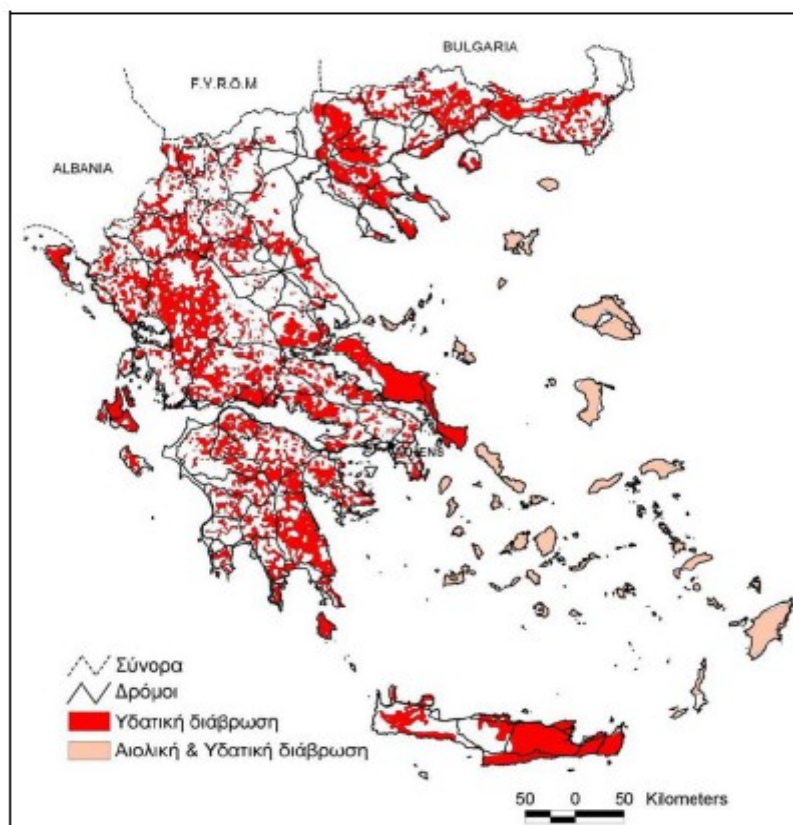 BULGARIA
F.Y.R.O.M
ALBANIA
ATHENS
Σύνορα
Δρόμοι
Υδατική διάβρωση
Αιολική & Υδατική διάβρωση
50 0 50 Kilometers